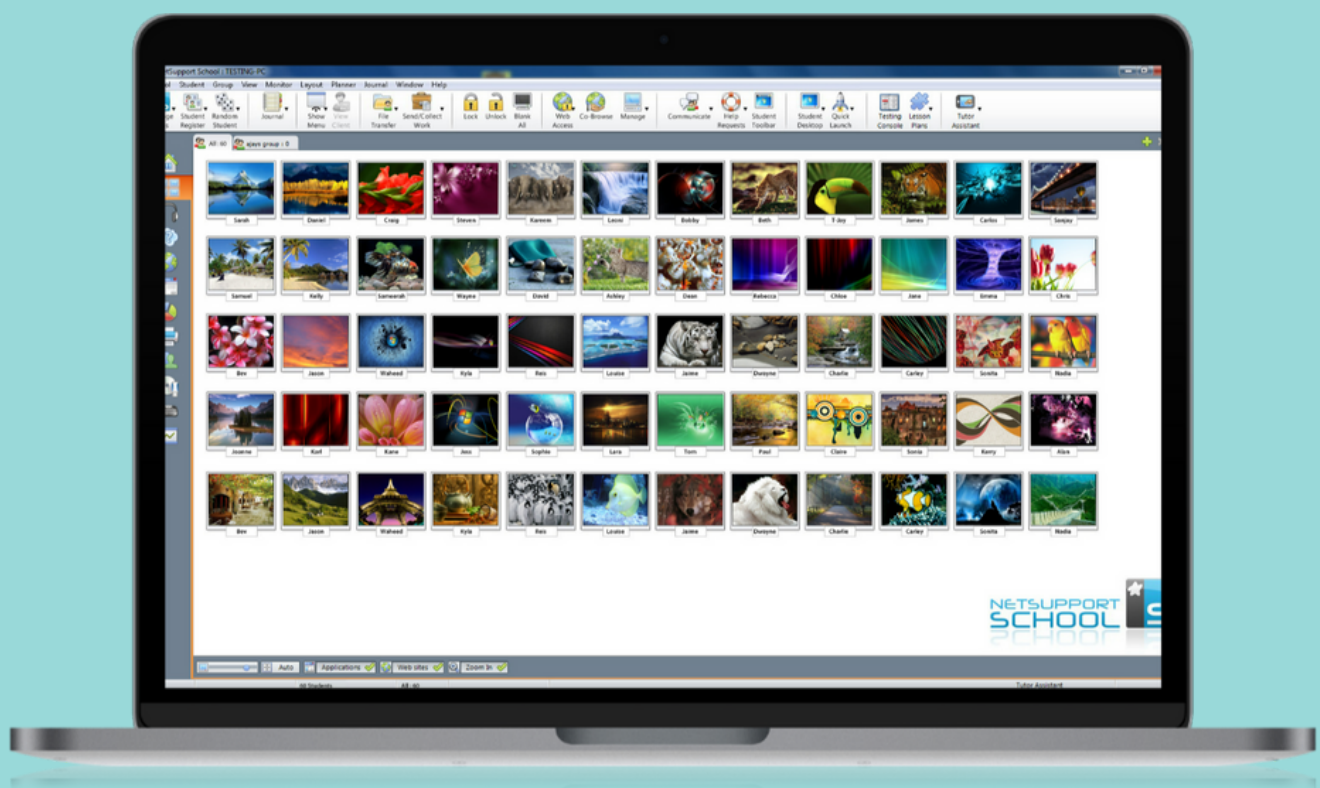 tSupport School : TESTING-PC
Student Group View Monitor Layout Planner Journal Window Help
Student Register
Random Student
Journal
Show Menu
View Client
File Transfer
Send/Collect Work
Lock
Unlock
Blank All
Web Access
Co-Browse
Manage
Communicate
Help Requests
Student Toolbar
Student Desktop
Quick Launch
Testing Console
Lesson Plans
Tutor Assistant
All : 60 ajays group : 0
Sarah Daniel Craig Steven Kareem Leoni Bobby Beth T Jay James Carlos Sanjay
Samuel Kelly Sameerah Wayne David Ashley Dean Rebecca Chloe Jane Emma Chris
Bev Jason Waheed Kyla Reis Louise Jaime Dwayne Charlie Carley Sonita Nadia
Joanne Karl Kane Jess Sophie Lara Tom Paul Claire Sonia Kerry Alan
Bev Jason Waheed Kyla Reis Louise Jaime Dwayne Charlie Carley Sonita Nadia
NETSUPPORT
SCHOOL
S
Auto Applications Web sites Zoom In
All : 60 Tutor Assistant